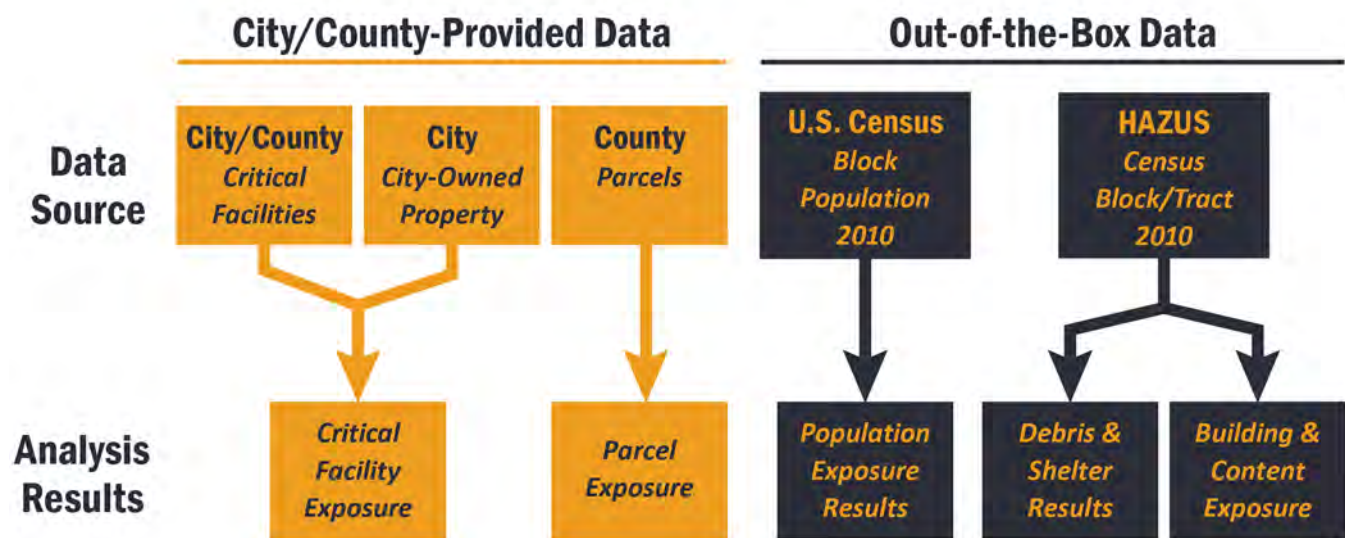 City/County-Provided Data
Out-of-the-Box Data
Data
Source
City/County
Critical
Facilities
City
City-Owned
Property
County
Parcels
U.S. Census
Block
Population
2010
HAZUS
Census
Block/Tract
2010
Analysis
Results
Critical
Facility
Exposure
Parcel
Exposure
Population
Exposure
Results
Debris &
Shelter
Results
Building &
Content
Exposure